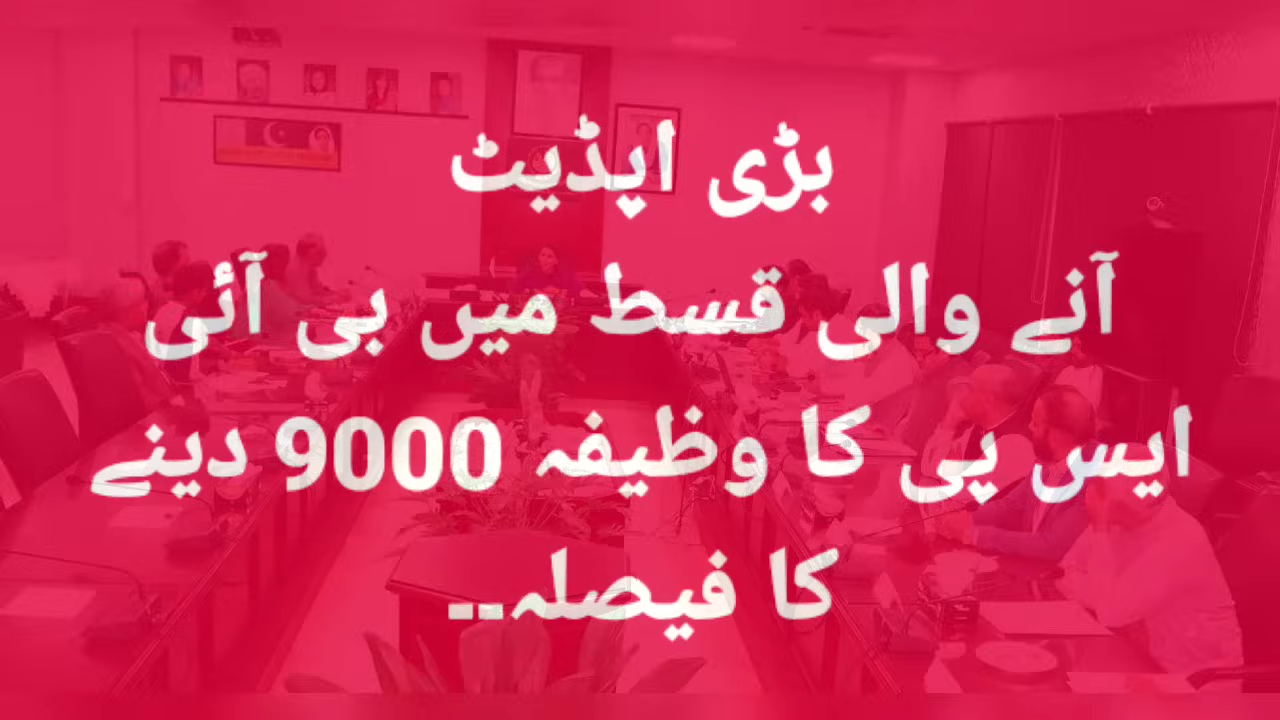 بڑی اپڈیٹ
آنے والی قسط میں بی آئی
ایس پی کا وظیفہ 9000 دینے
کا فیصلہ۔۔